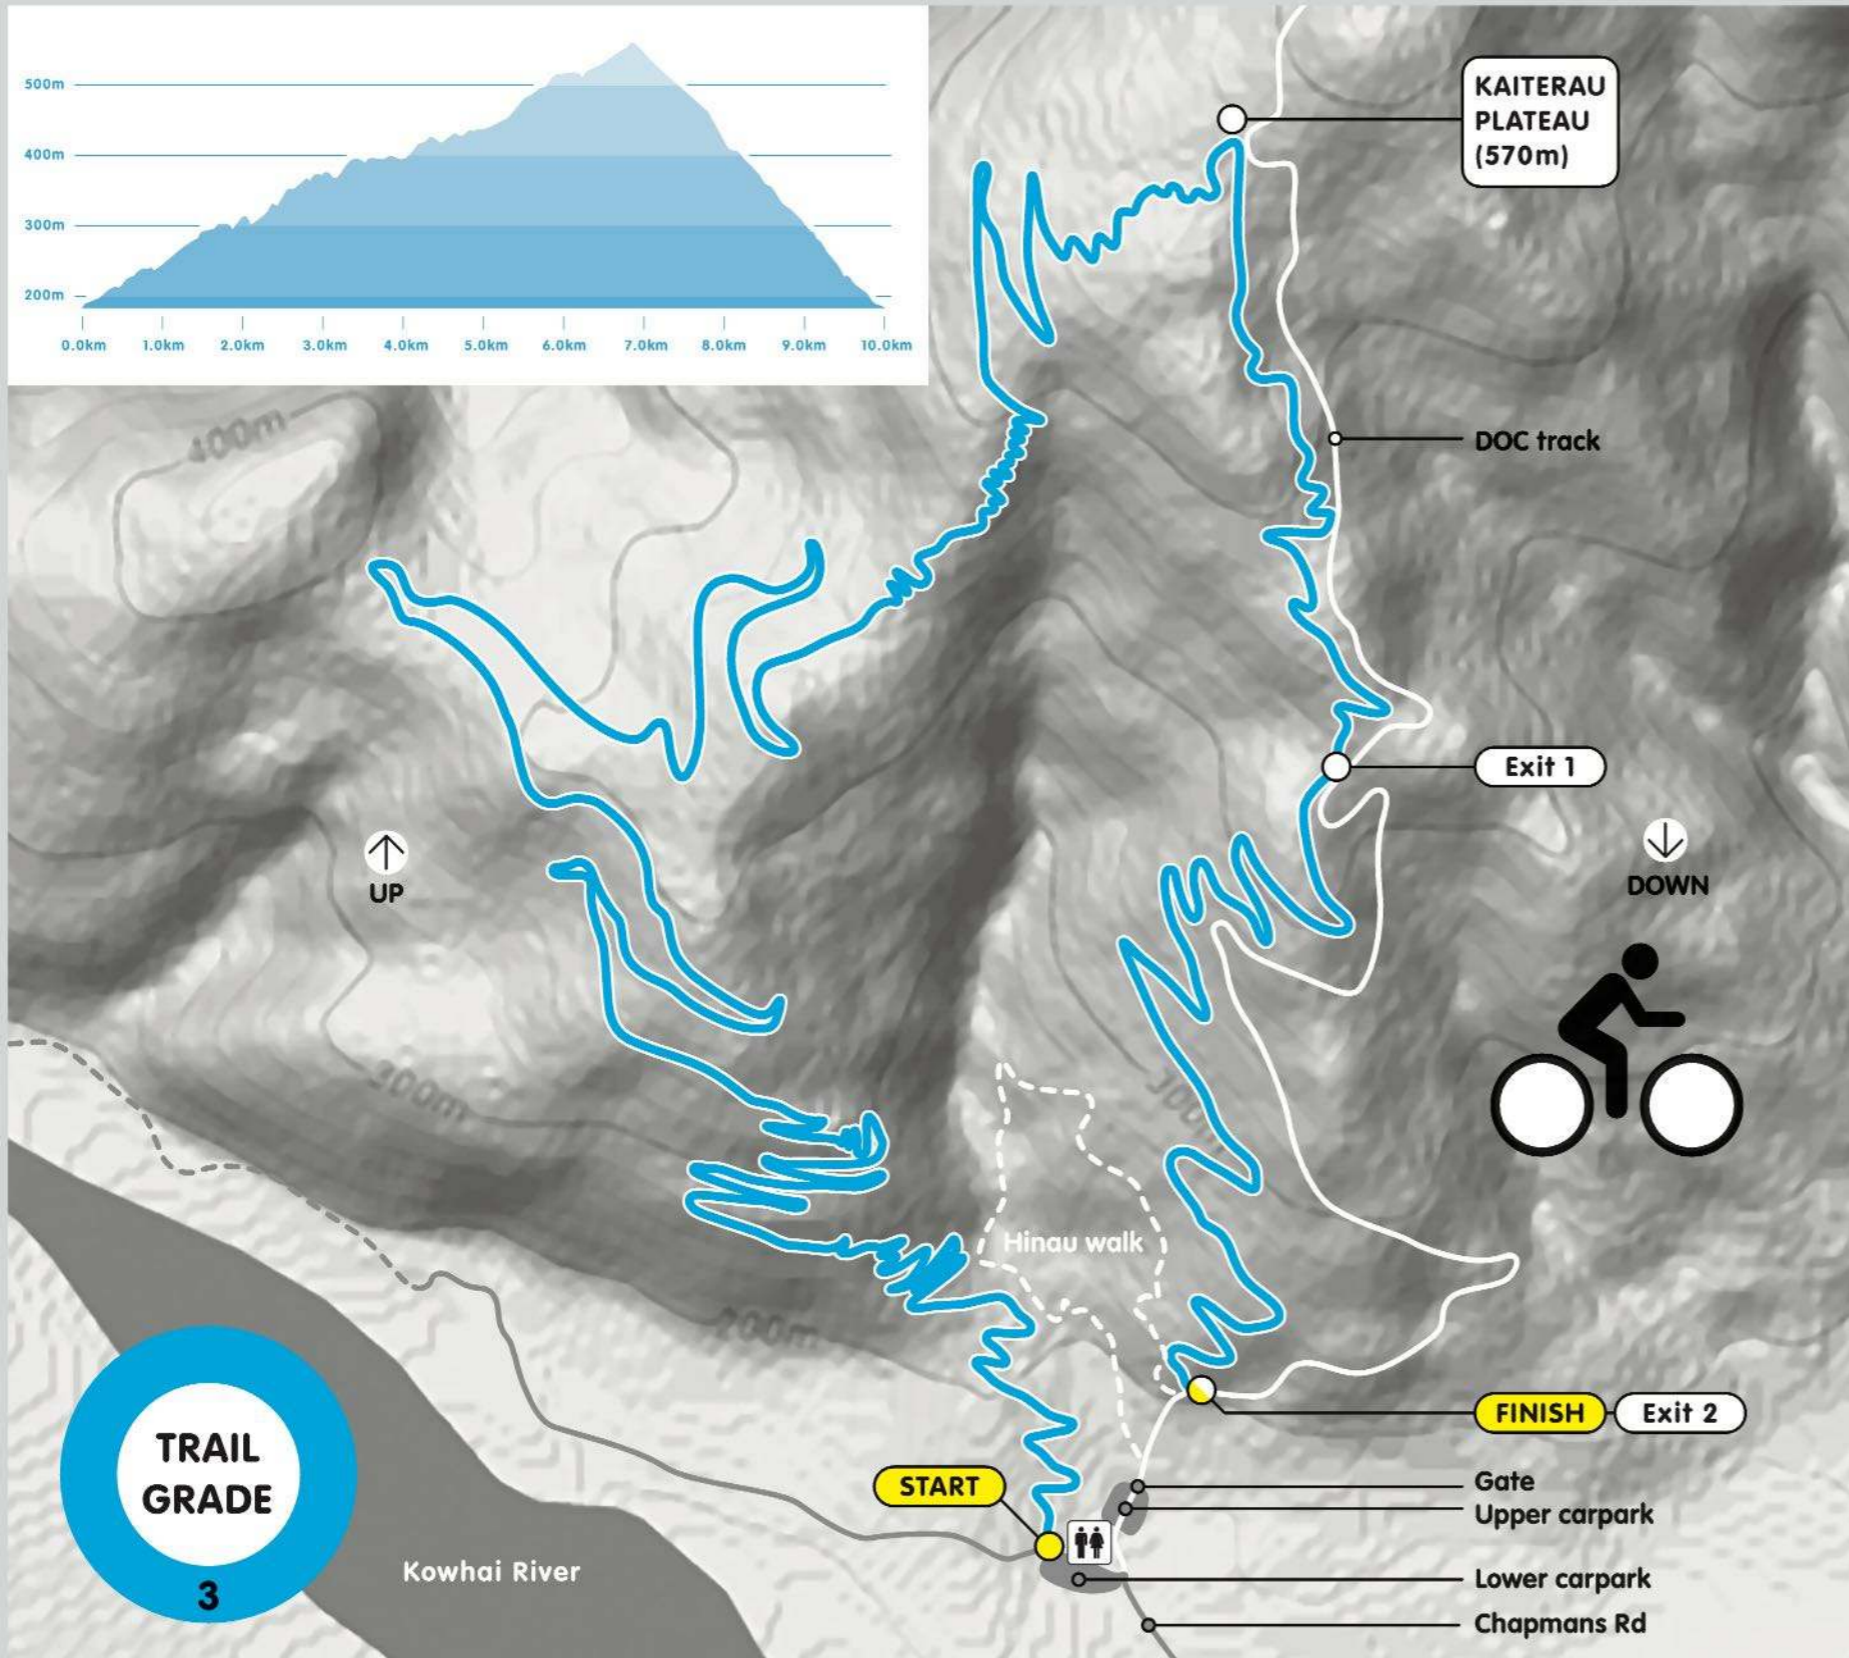 500m
400m
300m
200m
0.0km 1.0km 2.0km 3.0km 4.0km 5.0km 6.0km 7.0km 8.0km 9.0km 10.0km
KAITERAU
PLATEAU
(570m)
400m
DOC track
Exit 1
UP
DOWN
300m
300m
Hinau walk
200m
FINISH Exit 2
TRAIL
GRADE
3
START
Gate
Upper carpark
Kowhai River
Lower carpark
Chapmans Rd